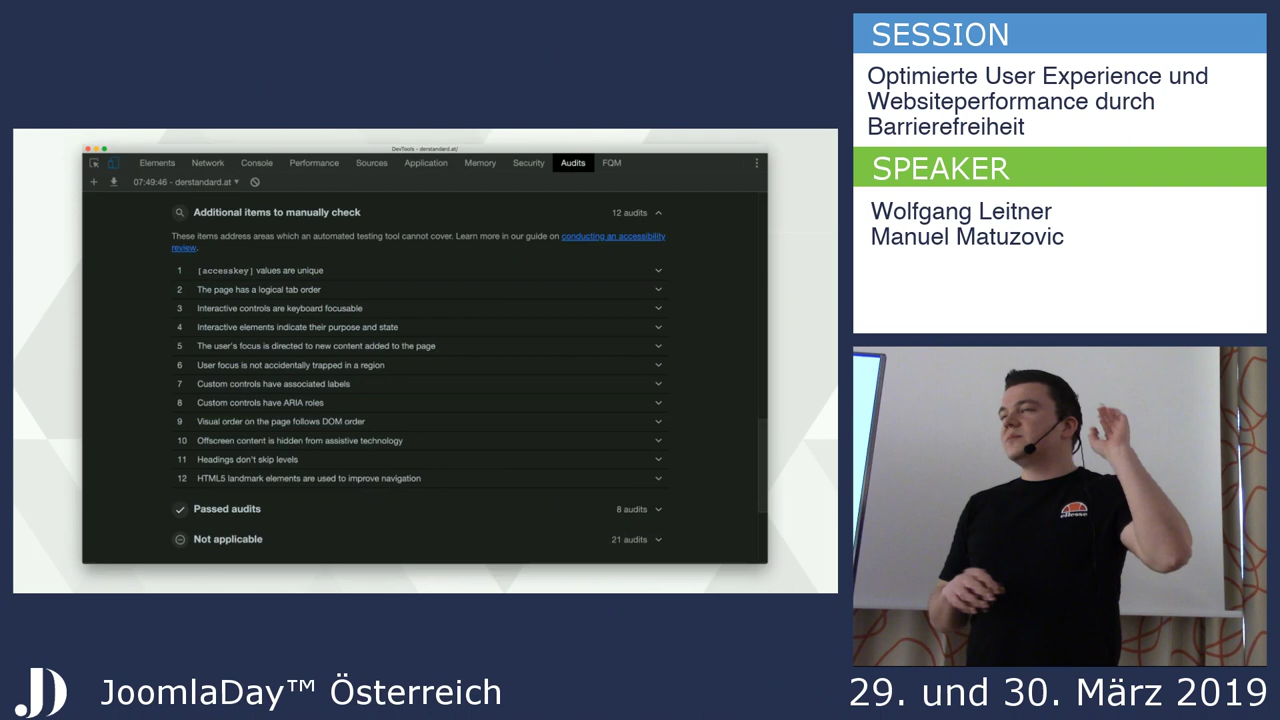 SESSION
Optimierte User Experience und
Websiteperformance durch
Barrierefreiheit
SPEAKER
Wolfgang Leitner
Manuel Matuzovic
DevTools - derstandard.at/
Elements Network Console Performance Sources Application Memory Security Audits FQM
07:49:46 - derstandard.at
Additional items to manually check 12 audits
These items address areas which an automated testing tool cannot cover. Learn more in our guide on conducting an accessibility
review.
1 [accesskey] values are unique
2 The page has a logical tab order
3 Interactive controls are keyboard focusable
4 Interactive elements indicate their purpose and state
5 The user's focus is directed to new content added to the page
6 User focus is not accidentally trapped in a region
7 Custom controls have associated labels
8 Custom controls have ARIA roles
9 Visual order on the page follows DOM order
10 Offscreen content is hidden from assistive technology
11 Headings don't skip levels
12 HTML5 landmark elements are used to improve navigation
Passed audits 8 audits
Not applicable 21 audits
ellesse
JD JoomlaDay™ Österreich
29. und 30. März 2019